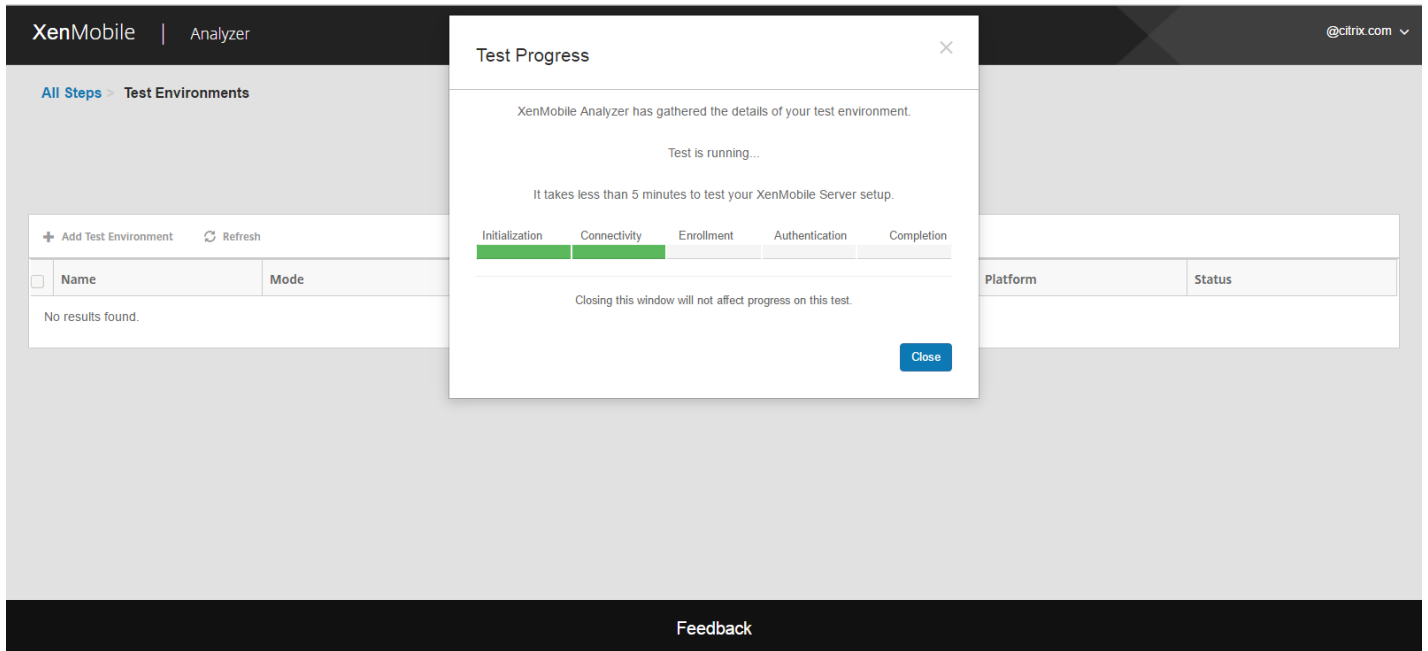 XenMobile | Analyzer
@citrix.com
All Steps > Test Environments
Test Progress
XenMobile Analyzer has gathered the details of your test environment.
Test is running...
It takes less than 5 minutes to test your XenMobile Server setup.
Initialization Connectivity Enrollment Authentication Completion
Closing this window will not affect progress on this test.
Close
Add Test Environment Refresh
Name Mode Platform Status
No results found.
Feedback